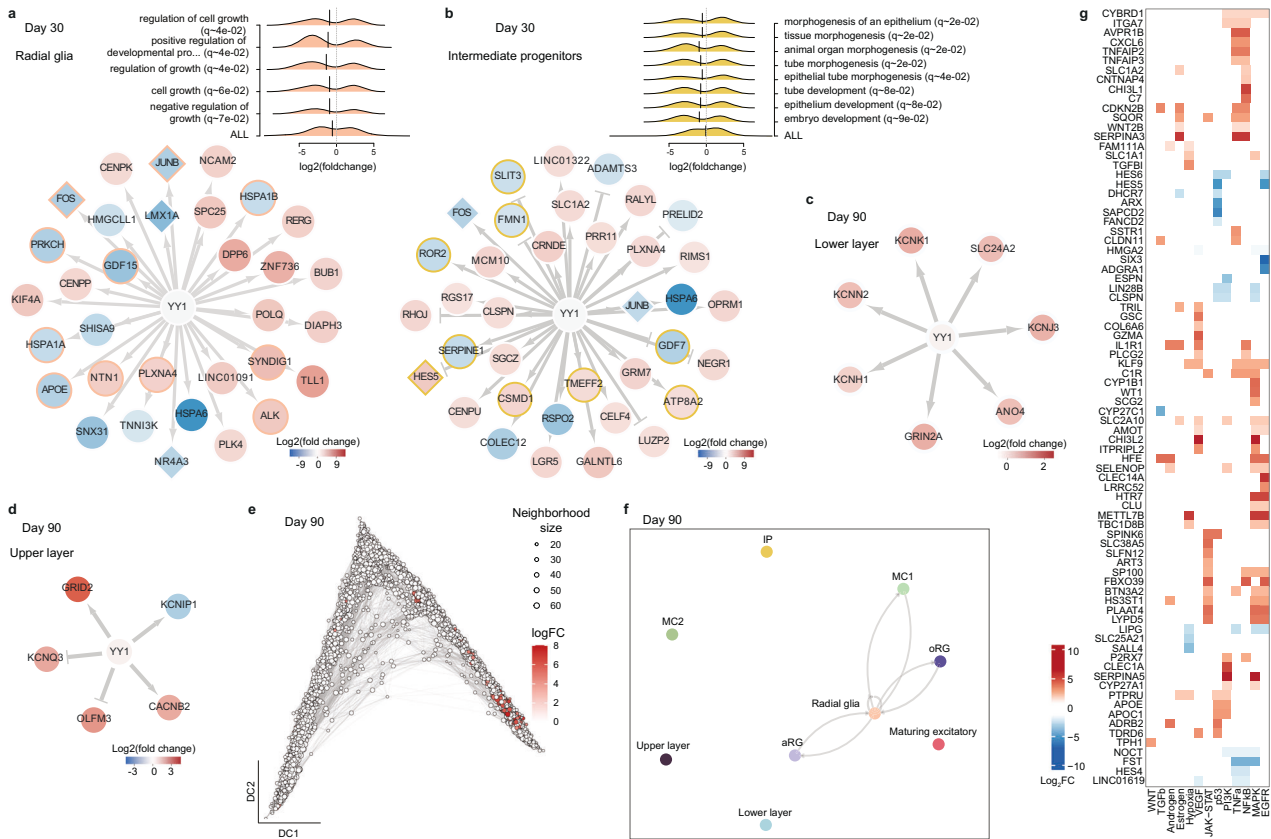 a
Day 30
Radial glia
regulation of cell growth
(q~4e-02)
positive regulation of
developmental pro... (q~4e-02)
regulation of growth (q~4e-02)
cell growth (q~6e-02)
negative regulation of
growth (q~7e-02)
ALL
-5
0
5
log2(foldchange)
CENPK
JUNB
NCAM2
FOS
HMGCLL1
LMX1A
SPC25
HSPA1B
RERG
PRKCH
GDF15
DPP6
ZNF736
BUB1
CENPP
KIF4A
YY1
POLQ
DIAPH3
SHISA9
HSPA1A
SYNDIG1
APOE
NTN1
PLXNA4
LINC01091
TLL1
SNX31
TNNI3K
HSPA6
ALK
NR4A3
PLK4
Log2(fold change)
-9
0
9
b
Day 30
Intermediate progenitors
morphogenesis of an epithelium (q~2e-02)
tissue morphogenesis (q~2e-02)
animal organ morphogenesis (q~2e-02)
tube morphogenesis (q~2e-02)
epithelial tube morphogenesis (q~4e-02)
tube development (q~8e-02)
epithelium development (q~8e-02)
embryo development (q~9e-02)
ALL
-5
0
5
log2(foldchange)
LINC01322
ADAMTS3
SLIT3
SLC1A2
RALYL
FOS
FMN1
PRELID2
CRNDE
PRR11
PLXNA4
ROR2
MCM10
RIMS1
RGS17
JUNB
HSPA6
OPRM1
RHOJ
CLSPN
YY1
SERPINE1
GDF7
NEGR1
HES5
SGCZ
GRM7
CSMD1
TMEFF2
ATP8A2
CENPU
COLEC12
RSPO2
CELF4
LUZP2
LGR5
GALNTL6
Log2(fold change)
-9
0
9
c
Day 90
Lower layer
KCNK1
SLC24A2
KCNN2
YY1
KCNJ3
KCNH1
GRIN2A
ANO4
Log2(fold change)
0
2
d
Day 90
Upper layer
GRID2
KCNIP1
KCNQ3
YY1
OLFM3
CACNB2
Log2(fold change)
-3
0
3
e
Day 90
Neighborhood
size
20
30
40
50
60
logFC
8
6
4
2
0
DC2
DC1
f
Day 90
IP
MC1
MC2
oRG
Radial glia
aRG
Maturing excitatory
Upper layer
Lower layer
g
CYBRD1
ITGA7
AVPR1B
CXCL6
TNFAIP2
TNFAIP3
SLC1A2
CNTNAP4
CHI3L1
C7
CDKN2B
SQOR
WNT2B
SERPINA3
FAM111A
SLC1A1
TGFBI
HES6
HES5
DHCR7
ARX
SAPCD2
FANCD2
SSTR1
CLDN11
HMGA2
SIX3
ADGRA1
ESPN
LIN28B
CLSPN
TRIL
GSC
COL6A6
GZMA
IL1R1
PLCG2
KLF9
C1R
CYP1B1
WT1
SCG2
CYP27C1
SLC2A10
AMOT
CHI3L2
ITPRIPL2
HFE
SELENOP
CLEC14A
LRRC52
HTR7
CLU
METTL7B
TBC1D8B
SPINK6
SLC38A5
SLFN12
ART3
SP100
FBXO39
BTN3A2
HS3ST1
PLAAT4
LYPD5
LIPG
SLC25A21
SALL4
P2RX7
CLEC1A
SERPINA5
CYP27A1
PTPRU
APOE
APOC1
ADRB2
TDRD6
TPH1
NOCT
FST
HES4
LINC01619
10
5
0
−5
−10
Log2FC
WNT
TGFb
Androgen
Estrogen
Hypoxia
VEGF
JAK−STAT
p53
PI3K
TNFa
NFkB
MAPK
EGFR